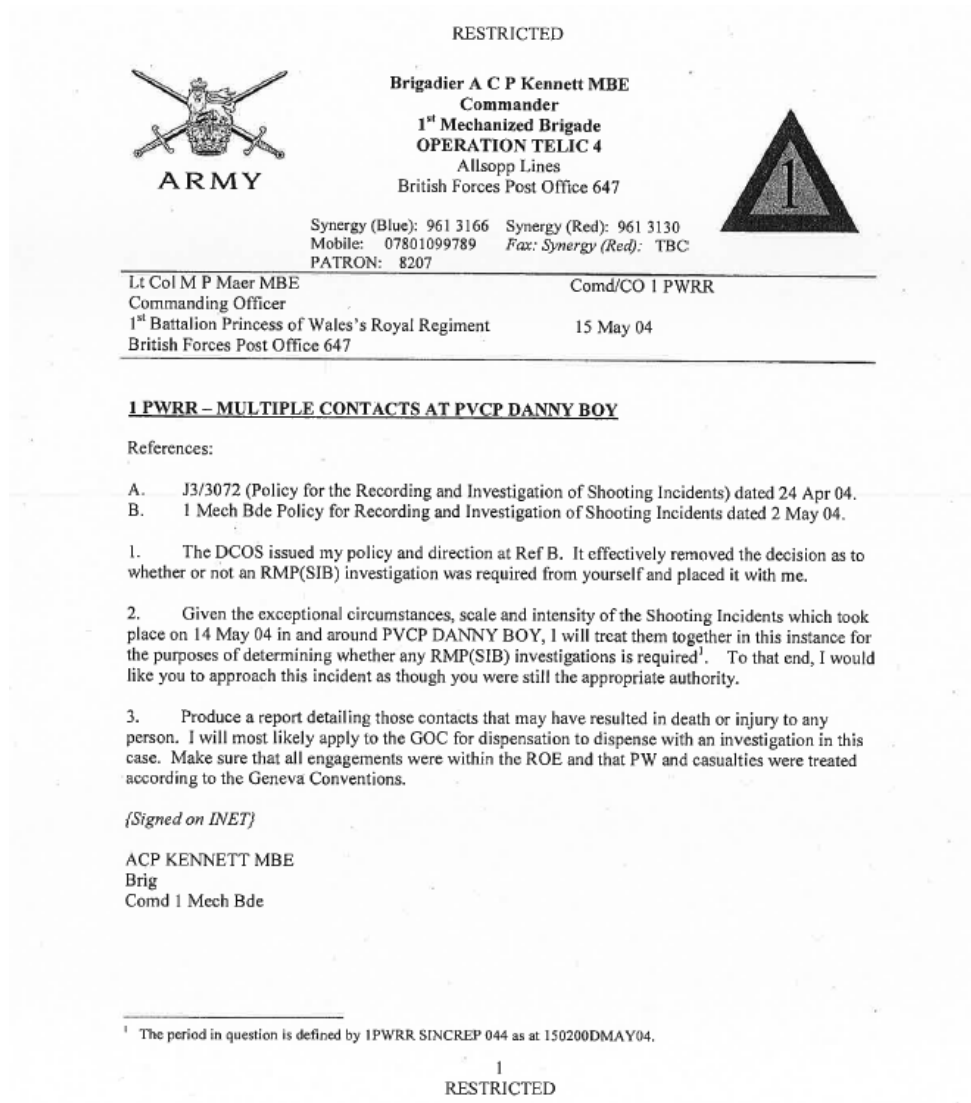 RESTRICTED
ARMY
Brigadier A C P Kennett MBE
Commander
1st Mechanized Brigade
OPERATION TELIC 4
Allsopp Lines
British Forces Post Office 647
1
Synergy (Blue): 961 3166 Synergy (Red): 961 3130
Mobile: 07801099789 Fax: Synergy (Red): TBC
PATRON: 8207
Lt Col M P Maer MBE Comd/CO 1 PWRR
Commanding Officer
1st Battalion Princess of Wales's Royal Regiment 15 May 04
British Forces Post Office 647
1 PWRR – MULTIPLE CONTACTS AT PVCP DANNY BOY
References:
A. J3/3072 (Policy for the Recording and Investigation of Shooting Incidents) dated 24 Apr 04.
B. 1 Mech Bde Policy for Recording and Investigation of Shooting Incidents dated 2 May 04.
1. The DCOS issued my policy and direction at Ref B. It effectively removed the decision as to
whether or not an RMP(SIB) investigation was required from yourself and placed it with me.
2. Given the exceptional circumstances, scale and intensity of the Shooting Incidents which took
place on 14 May 04 in and around PVCP DANNY BOY, I will treat them together in this instance for
the purposes of determining whether any RMP(SIB) investigations is required1. To that end, I would
like you to approach this incident as though you were still the appropriate authority.
3. Produce a report detailing those contacts that may have resulted in death or injury to any
person. I will most likely apply to the GOC for dispensation to dispense with an investigation in this
case. Make sure that all engagements were within the ROE and that PW and casualties were treated
according to the Geneva Conventions.
{Signed on INET}
ACP KENNETT MBE
Brig
Comd 1 Mech Bde
1 The period in question is defined by 1PWRR SINCREP 044 as at 150200DMAY04.
1
RESTRICTED